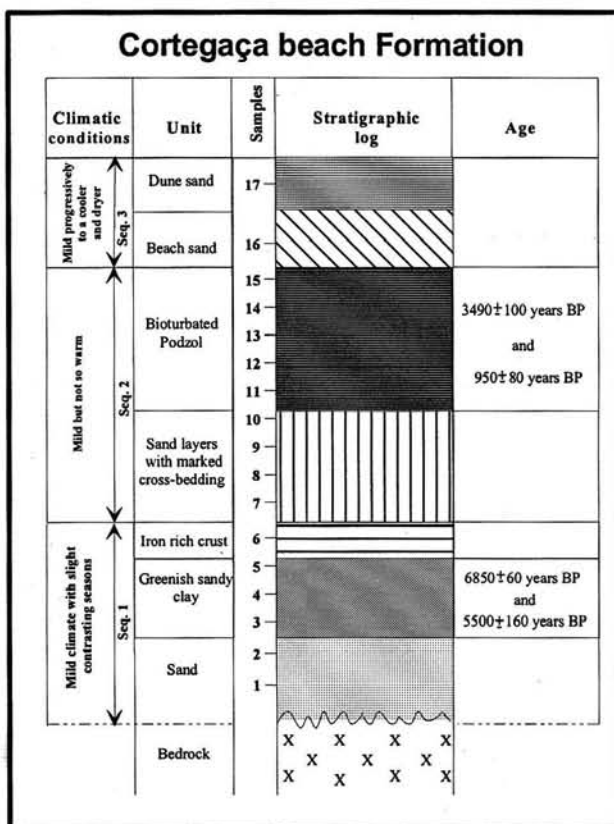 Cortegaça beach Formation
Climatic
conditions
Unit
Samples
Stratigraphic
log
Age
Mild progressively
to a cooler
and dryer
Seq. 3
Dune sand
17
Beach sand
16
Mild but not so warm
Seq. 2
Bioturbated
Podzol
15
14
13
12
11
3490±100 years BP
and
950±80 years BP
Sand layers
with marked
cross-bedding
10
9
8
7
Mild climate with slight
contrasting seasons
Seq. 1
Iron rich crust
6
Greenish sandy
clay
5
4
3
6850±60 years BP
and
5500±160 years BP
Sand
2
1
Bedrock
X X X X
X X X
X X X X